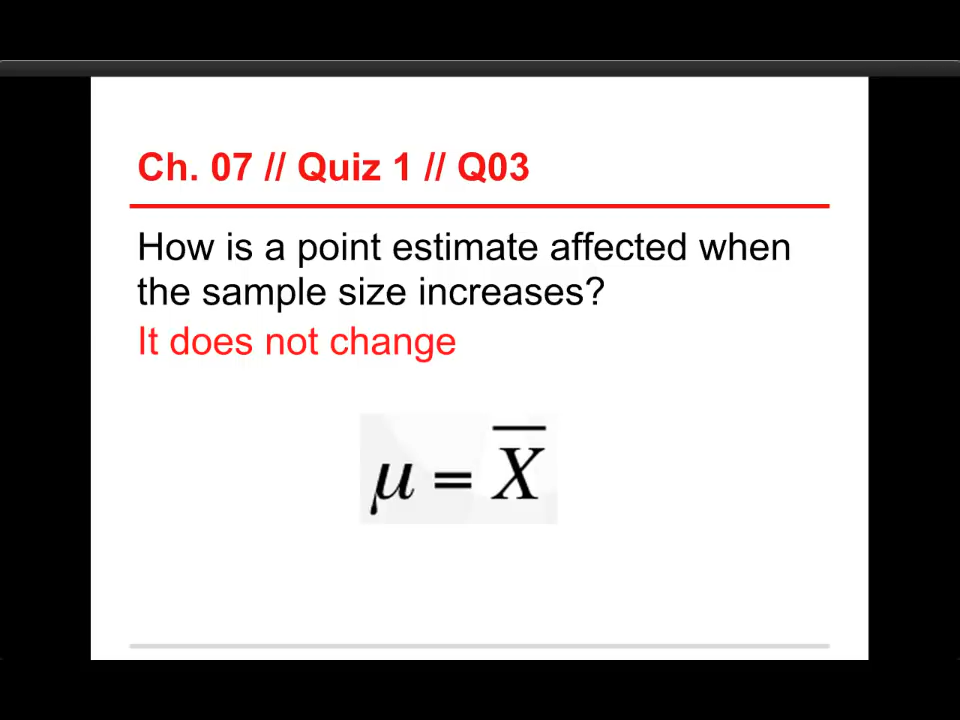 Ch. 07 // Quiz 1 // Q03
How is a point estimate affected when
the sample size increases?
It does not change
μ = X̅